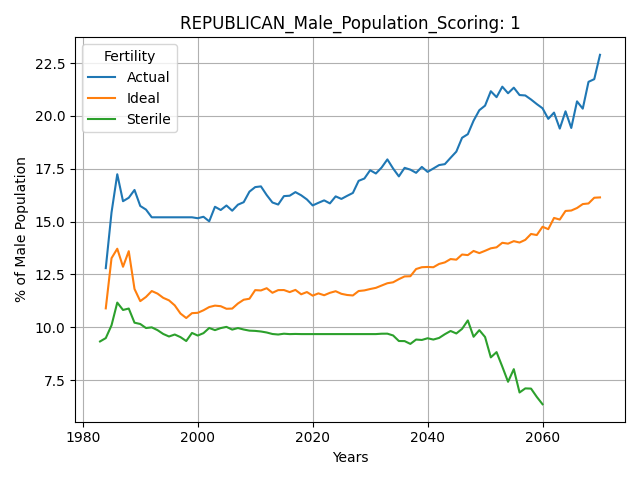 REPUBLICAN_Male_Population_Scoring: 1
Fertility
Actual
Ideal
Sterile
% of Male Population
22.5
20.0
17.5
15.0
12.5
10.0
7.5
1980
2000
2020
2040
2060
Years